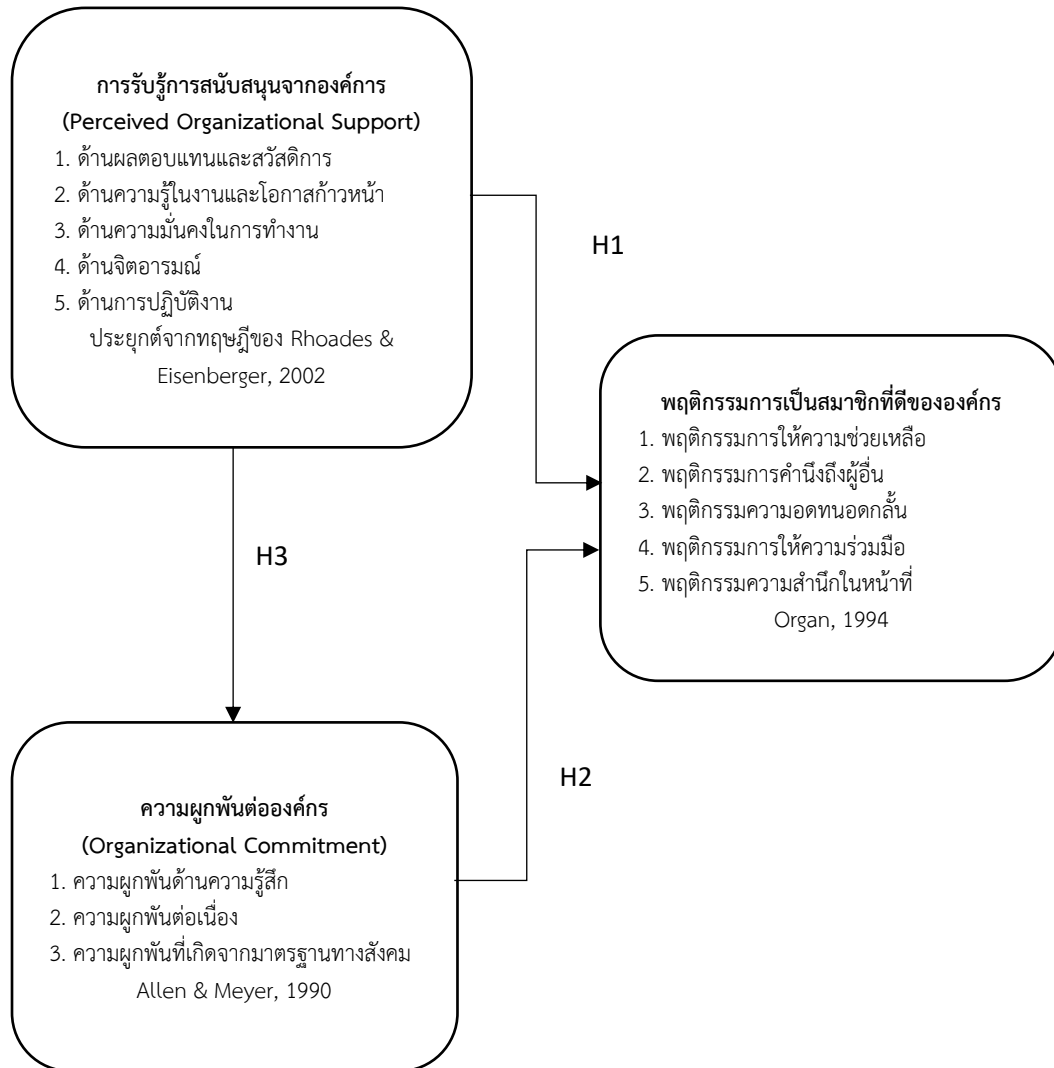 การรับรู้การสนับสนุนจากองค์การ
(Perceived Organizational Support)
1. ด้านผลตอบแทนและสวัสดิการ
2. ด้านความรู้ในงานและโอกาสก้าวหน้า
3. ด้านความมั่นคงในการทำงาน
4. ด้านจิตอารมณ์
5. ด้านการปฏิบัติงาน
ประยุกต์จากทฤษฎีของ Rhoades &
Eisenberger, 2002
H1
พฤติกรรมการเป็นสมาชิกที่ดีขององค์กร
1. พฤติกรรมการให้ความช่วยเหลือ
2. พฤติกรรมการคำนึงถึงผู้อื่น
3. พฤติกรรมความอดทนอดกลั้น
4. พฤติกรรมการให้ความร่วมมือ
5. พฤติกรรมความสำนึกในหน้าที่
Organ, 1994
H3
H2
ความผูกพันต่อองค์กร
(Organizational Commitment)
1. ความผูกพันด้านความรู้สึก
2. ความผูกพันต่อเนื่อง
3. ความผูกพันที่เกิดจากมาตรฐานทางสังคม
Allen & Meyer, 1990